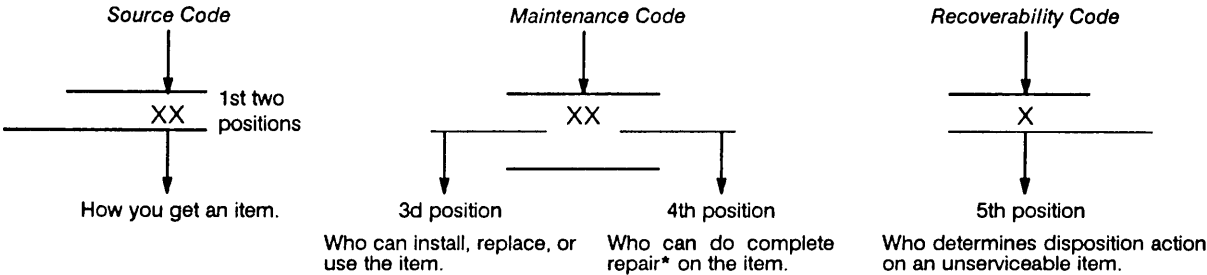 Source Code
Maintenance Code
Recoverability Code
XX
1st two
positions
XX
X
How you get an item.
3d position
4th position
5th position
Who can install, replace, or
use the item.
Who can do complete
repair* on the item.
Who determines disposition action
on an unserviceable item.